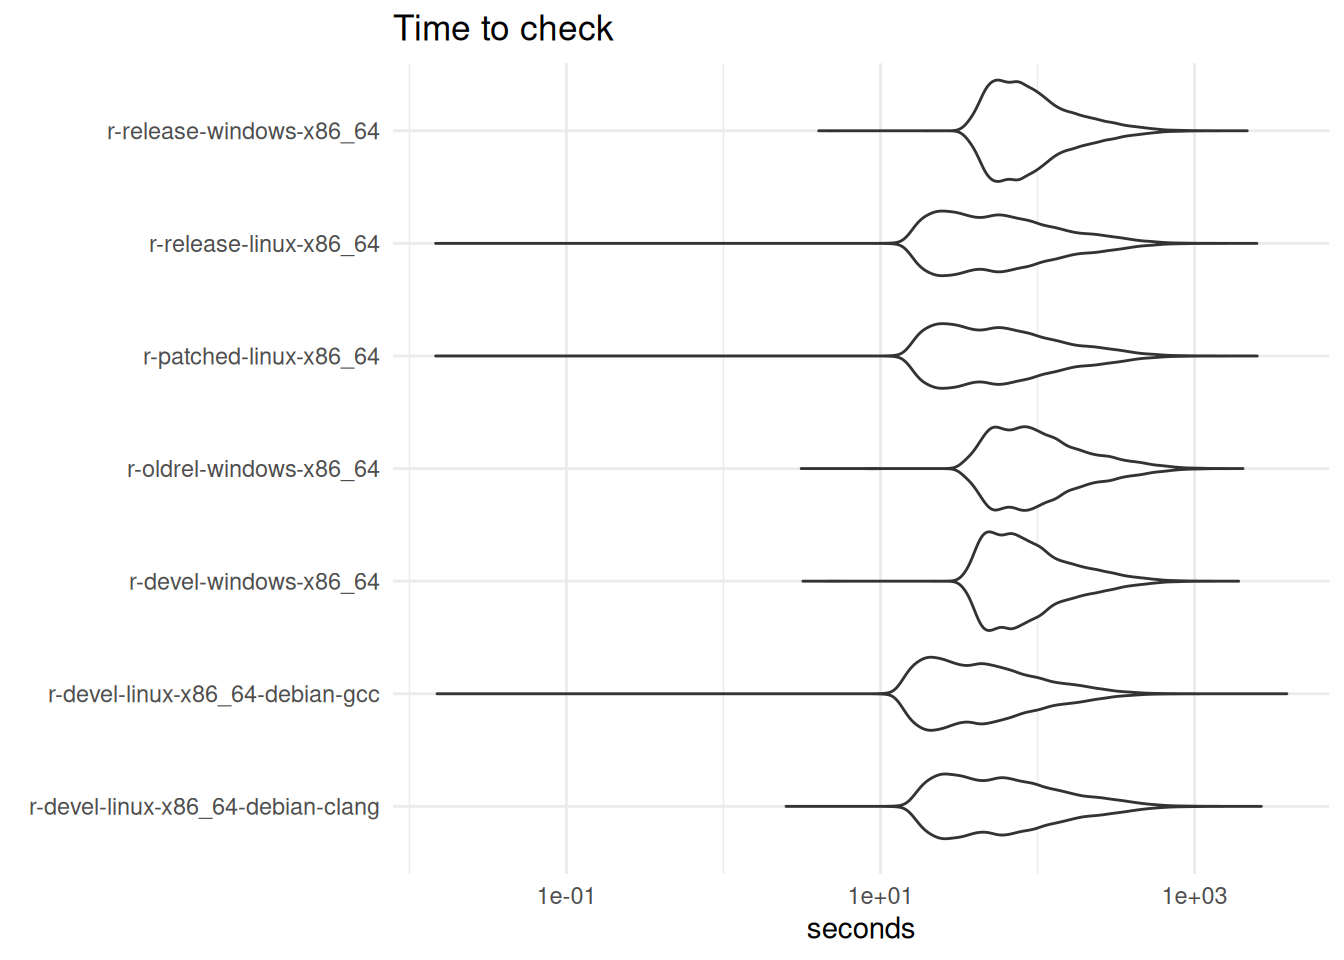 Time to check
r-release-windows-x86_64
r-release-linux-x86_64
r-patched-linux-x86_64
r-oldrel-windows-x86_64
r-devel-windows-x86_64
r-devel-linux-x86_64-debian-gcc
r-devel-linux-x86_64-debian-clang
1e-01 1e+01 1e+03
seconds